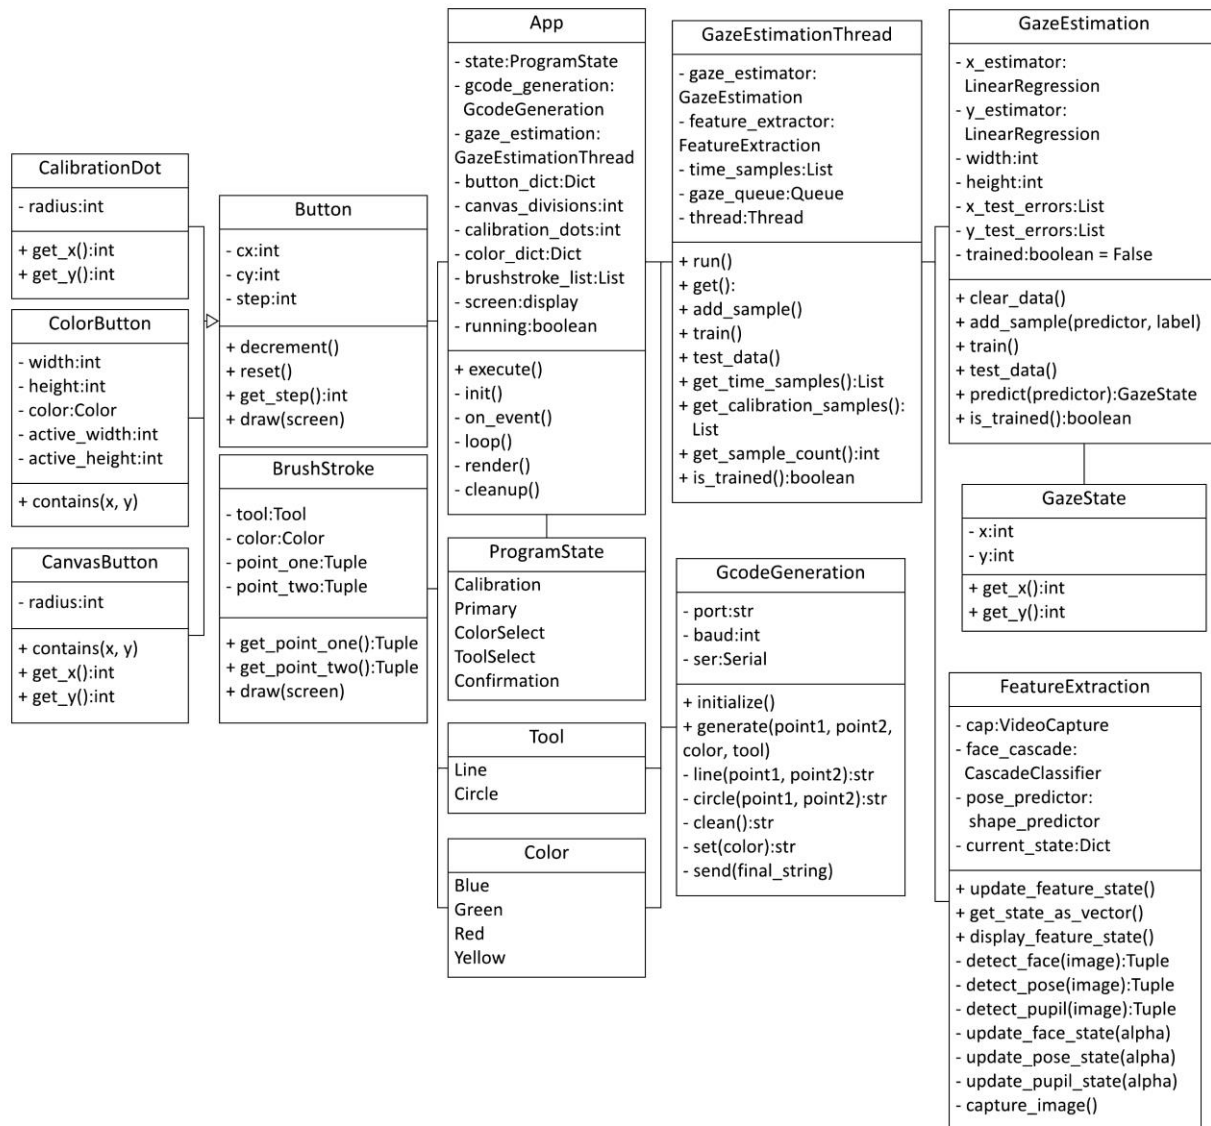 CalibrationDot
- radius:int
+ get_x():int
+ get_y():int
ColorButton
- width:int
- height:int
- color:Color
- active_width:int
- active_height:int
+ contains(x, y)
CanvasButton
- radius:int
+ contains(x, y)
+ get_x():int
+ get_y():int
Button
- cx:int
- cy:int
- step:int
+ decrement()
+ reset()
+ get_step():int
+ draw(screen)
BrushStroke
- tool:Tool
- color:Color
- point_one:Tuple
- point_two:Tuple
+ get_point_one():Tuple
+ get_point_two():Tuple
+ draw(screen)
App
- state:ProgramState
- gcode_generation:
GcodeGeneration
- gaze_estimation:
GazeEstimationThread
- button_dict:Dict
- canvas_divisions:int
- calibration_dots:int
- color_dict:Dict
- brushstroke_list:List
- screen:display
- running:boolean
+ execute()
- init()
- on_event()
- loop()
- render()
- cleanup()
ProgramState
Calibration
Primary
ColorSelect
ToolSelect
Confirmation
Tool
Line
Circle
Color
Blue
Green
Red
Yellow
GazeEstimationThread
- gaze_estimator:
GazeEstimation
- feature_extractor:
FeatureExtraction
- time_samples:List
- gaze_queue:Queue
- thread:Thread
+ run()
+ get():
+ add_sample()
+ train()
+ test_data()
+ get_time_samples():List
+ get_calibration_samples():
List
+ get_sample_count():int
+ is_trained():boolean
GcodeGeneration
- port:str
- baud:int
- ser:Serial
+ initialize()
+ generate(point1, point2,
color, tool)
- line(point1, point2):str
- circle(point1, point2):str
- clean():str
- set(color):str
- send(final_string)
GazeEstimation
- x_estimator:
LinearRegression
- y_estimator:
LinearRegression
- width:int
- height:int
- x_test_errors:List
- y_test_errors:List
- trained:boolean = False
+ clear_data()
+ add_sample(predictor, label)
+ train()
+ test_data()
+ predict(predictor):GazeState
+ is_trained():boolean
GazeState
- x:int
- y:int
+ get_x():int
+ get_y():int
FeatureExtraction
- cap:VideoCapture
- face_cascade:
CascadeClassifier
- pose_predictor:
shape_predictor
- current_state:Dict
+ update_feature_state()
+ get_state_as_vector()
+ display_feature_state()
- detect_face(image):Tuple
- detect_pose(image):Tuple
- detect_pupil(image):Tuple
- update_face_state(alpha)
- update_pose_state(alpha)
- update_pupil_state(alpha)
- capture_image()